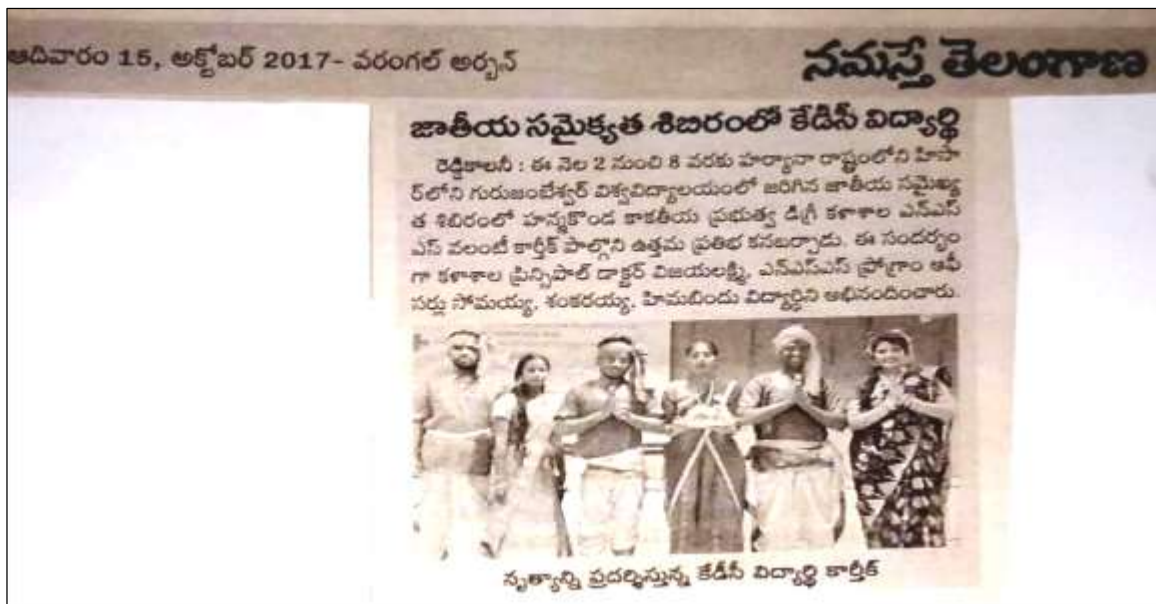 ఆదివారం 15, అక్టోబర్ 2017- వరంగల్ అర్బన్
నమస్తే తెలంగాణ
జాతీయ సమైక్యత శిబిరంలో కేడీసీ విద్యార్థి
రెడ్డికాలనీ : ఈ నెల 2 నుంచి 8 వరకు హర్యానా రాష్ట్రంలోని హిసా
ర్‌లోని గురుజంబేశ్వర్ విశ్వవిద్యాలయంలో జరిగిన జాతీయ సమైఖ్య
త శిబిరంలో హన్మకొండ కాకతీయ ప్రభుత్వ డిగ్రీ కళాశాల ఎన్ఎస్
ఎస్ వలంటీ కార్తీక్ పాల్గొని ఉత్తమ ప్రతిభ కనబర్చాడు. ఈ సందర్భం
గా కళాశాల ప్రిన్సిపాల్ డాక్టర్ విజయలక్ష్మి, ఎన్ఎస్ఎస్ ప్రోగ్రాం ఆఫీ
సర్లు సోమయ్య, శంకరయ్య, హిమబిందు విద్యార్థిని అభినందించారు.
నృత్యాన్ని ప్రదర్శిస్తున్న కేడీసీ విద్యార్థి కార్తీక్